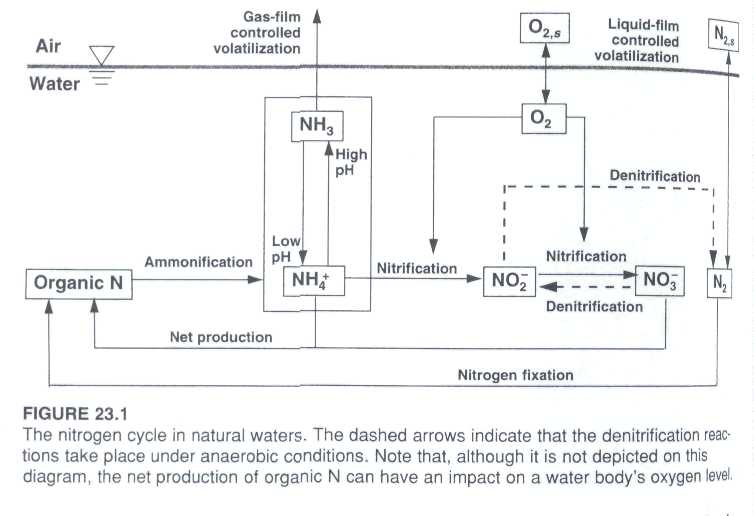 Gas-film
controlled
volatilization
O2,s
Liquid-film
controlled
volatilization
N2,s
Air
Water
NH3
O2
High
pH
Denitrification
Low
pH
Ammonification
Nitrification
Nitrification
Organic N
NH4+
NO2−
NO3−
N2
Denitrification
Net production
Nitrogen fixation
FIGURE 23.1
The nitrogen cycle in natural waters. The dashed arrows indicate that the denitrification reac-
tions take place under anaerobic conditions. Note that, although it is not depicted on this
diagram, the net production of organic N can have an impact on a water body's oxygen level.